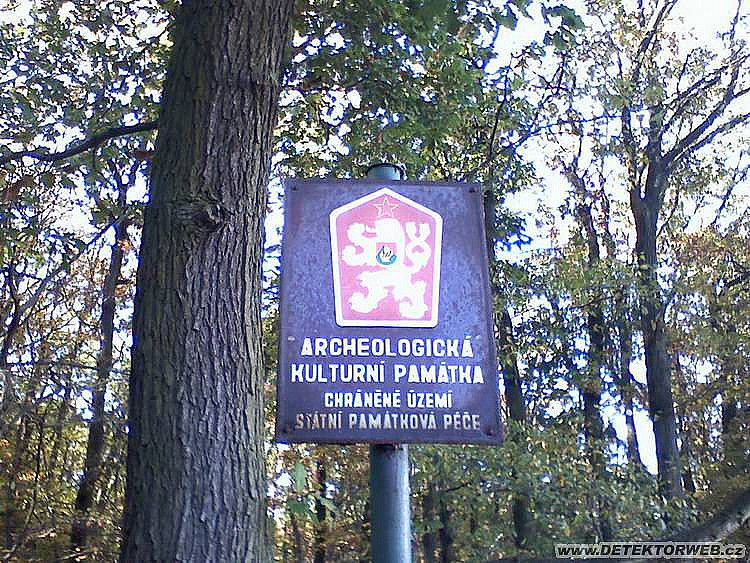 ARCHEOLOGICKÁ
KULTURNÍ PAMÁTKA
CHRÁNĚNÉ ÚZEMÍ
STÁTNÍ PAMÁTKOVÁ PÉČE
WWW.DETEKTORWEB.cz